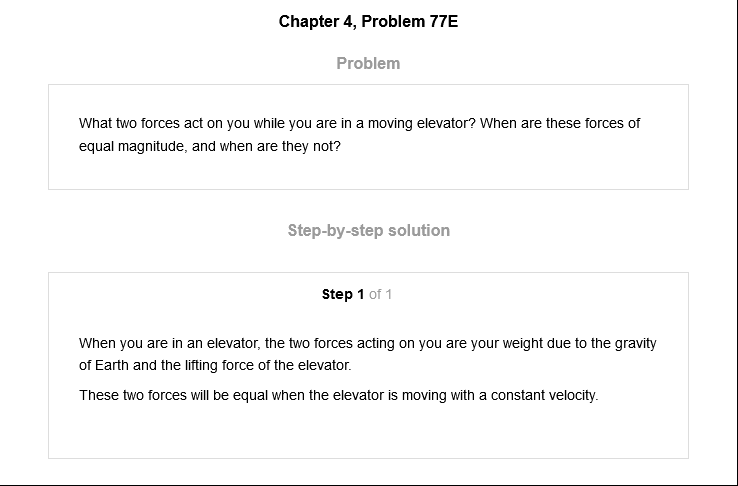 Chapter 4, Problem 77E
Problem
What two forces act on you while you are in a moving elevator? When are these forces of
equal magnitude, and when are they not?
Step-by-step solution
Step 1 of 1
When you are in an elevator, the two forces acting on you are your weight due to the gravity
of Earth and the lifting force of the elevator.
These two forces will be equal when the elevator is moving with a constant velocity.